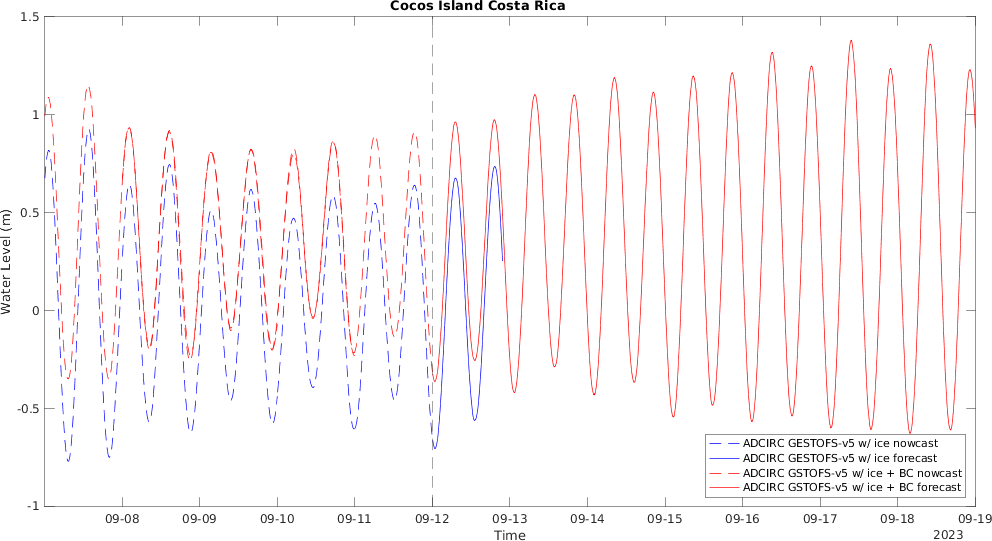 Cocos Island Costa Rica
1.5
1
0.5
0
-0.5
-1
Water Level (m)
ADCIRC GESTOFS-v5 w/ ice nowcast
ADCIRC GESTOFS-v5 w/ ice forecast
ADCIRC GSTOFS-v5 w/ ice + BC nowcast
ADCIRC GSTOFS-v5 w/ ice + BC forecast
09-08 09-09 09-10 09-11 09-12 09-13 09-14 09-15 09-16 09-17 09-18 09-19
Time
2023